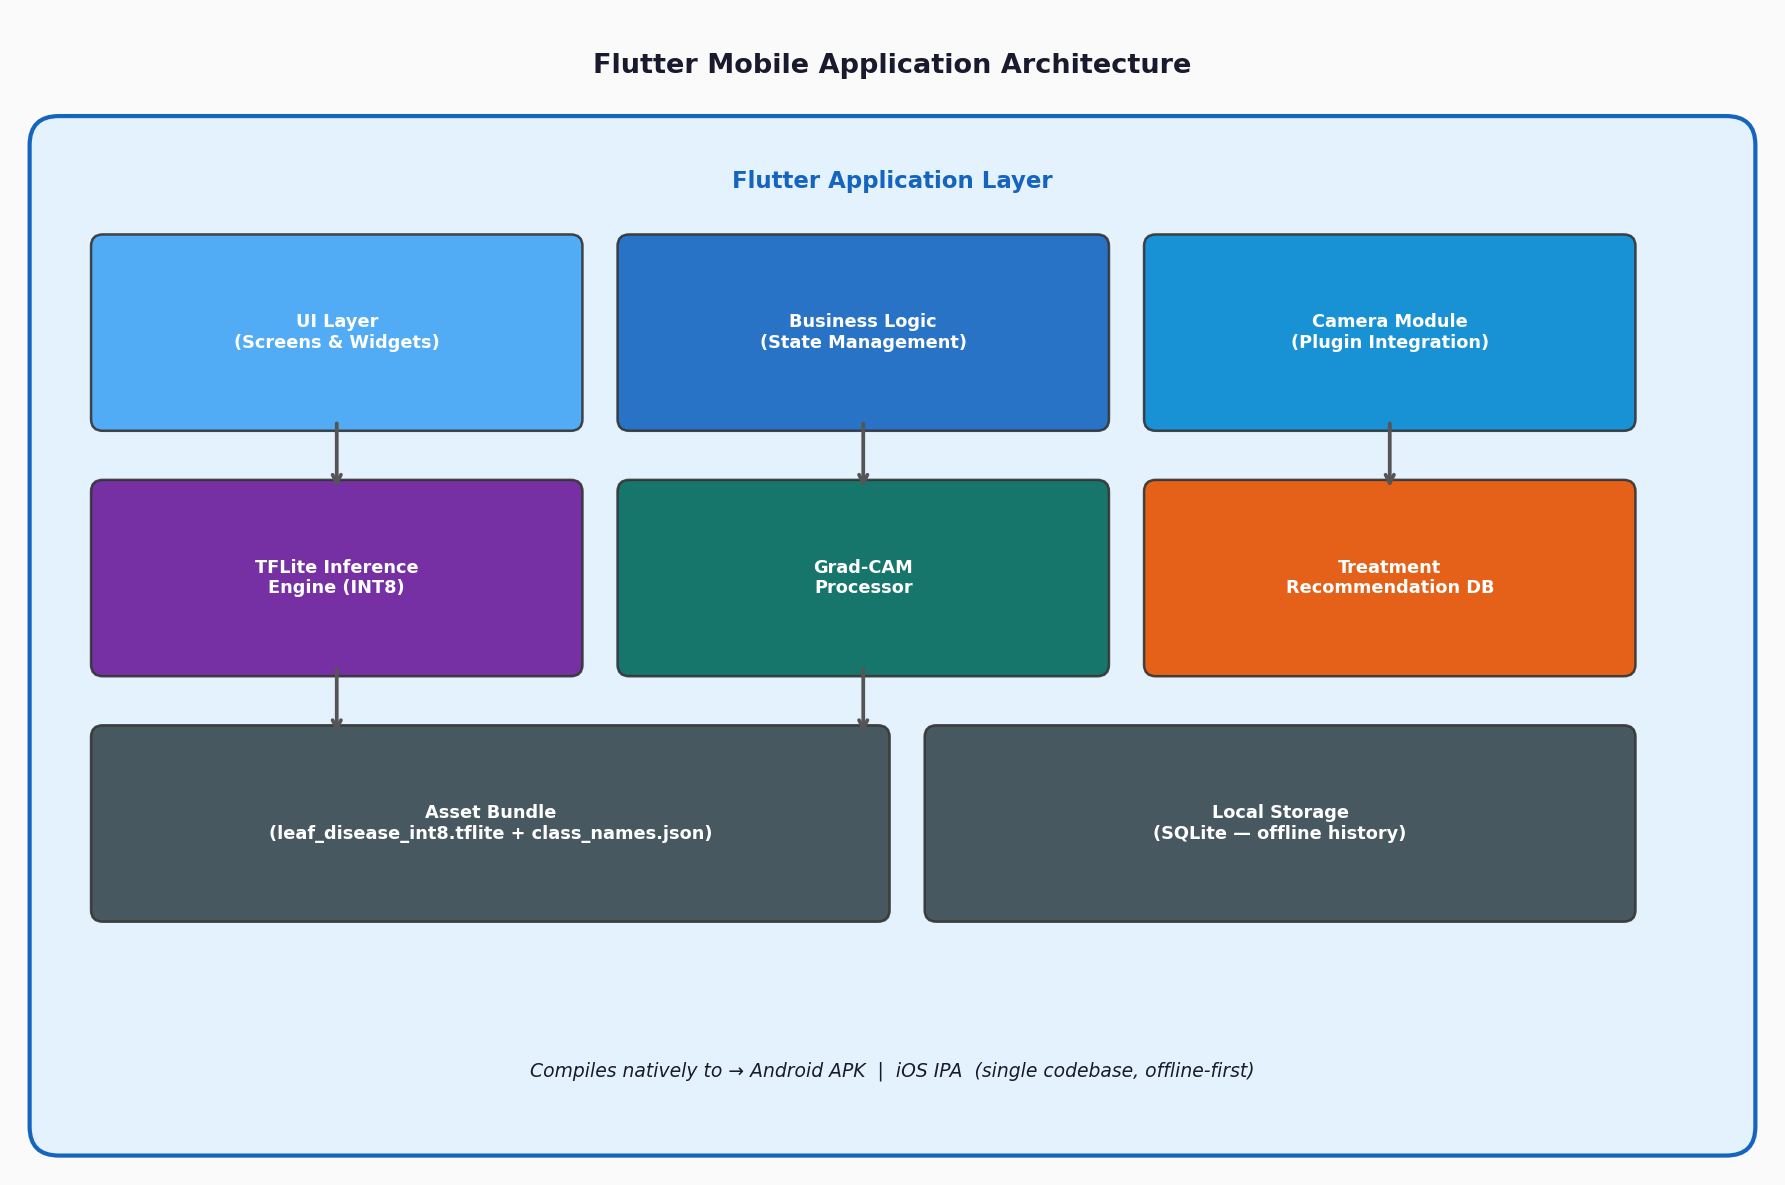 Flutter Mobile Application Architecture
Flutter Application Layer
UI Layer
(Screens & Widgets)
Business Logic
(State Management)
Camera Module
(Plugin Integration)
TFLite Inference
Engine (INT8)
Grad-CAM
Processor
Treatment
Recommendation DB
Asset Bundle
(leaf_disease_int8.tflite + class_names.json)
Local Storage
(SQLite — offline history)
Compiles natively to → Android APK | iOS IPA (single codebase, offline-first)